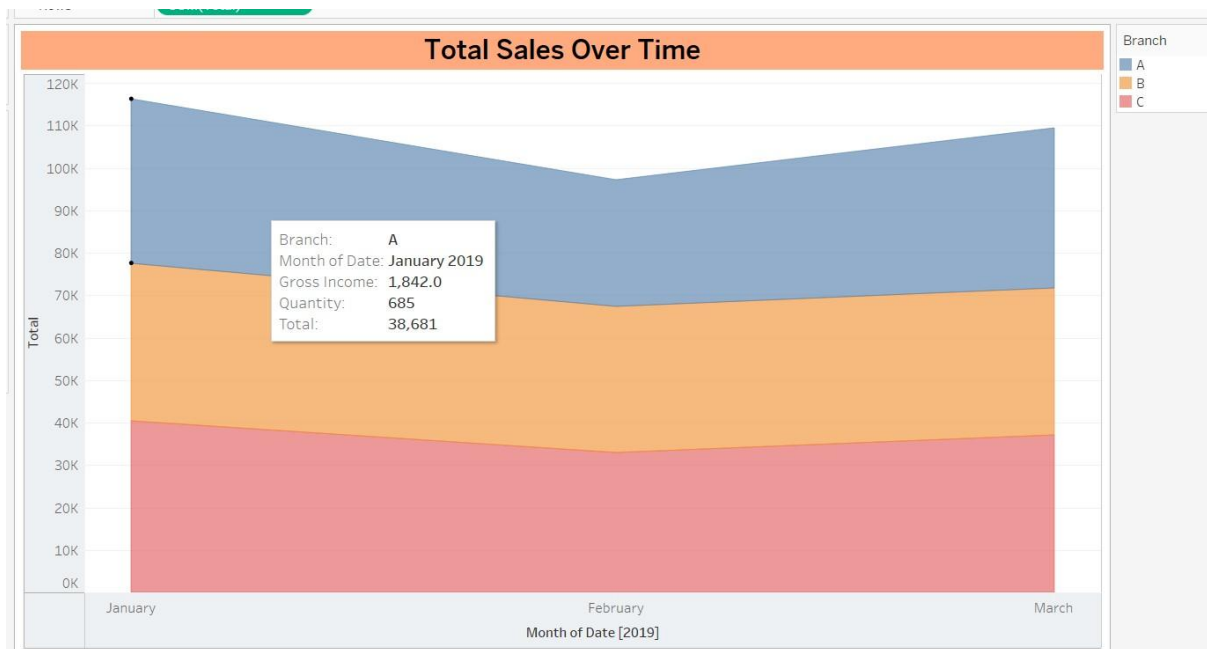 Total Sales Over Time
Branch
A
B
C
120K
110K
100K
90K
80K
70K
60K
50K
40K
30K
20K
10K
0K
Total
Branch: A
Month of Date: January 2019
Gross Income: 1,842.0
Quantity: 685
Total: 38,681
January February March
Month of Date [2019]